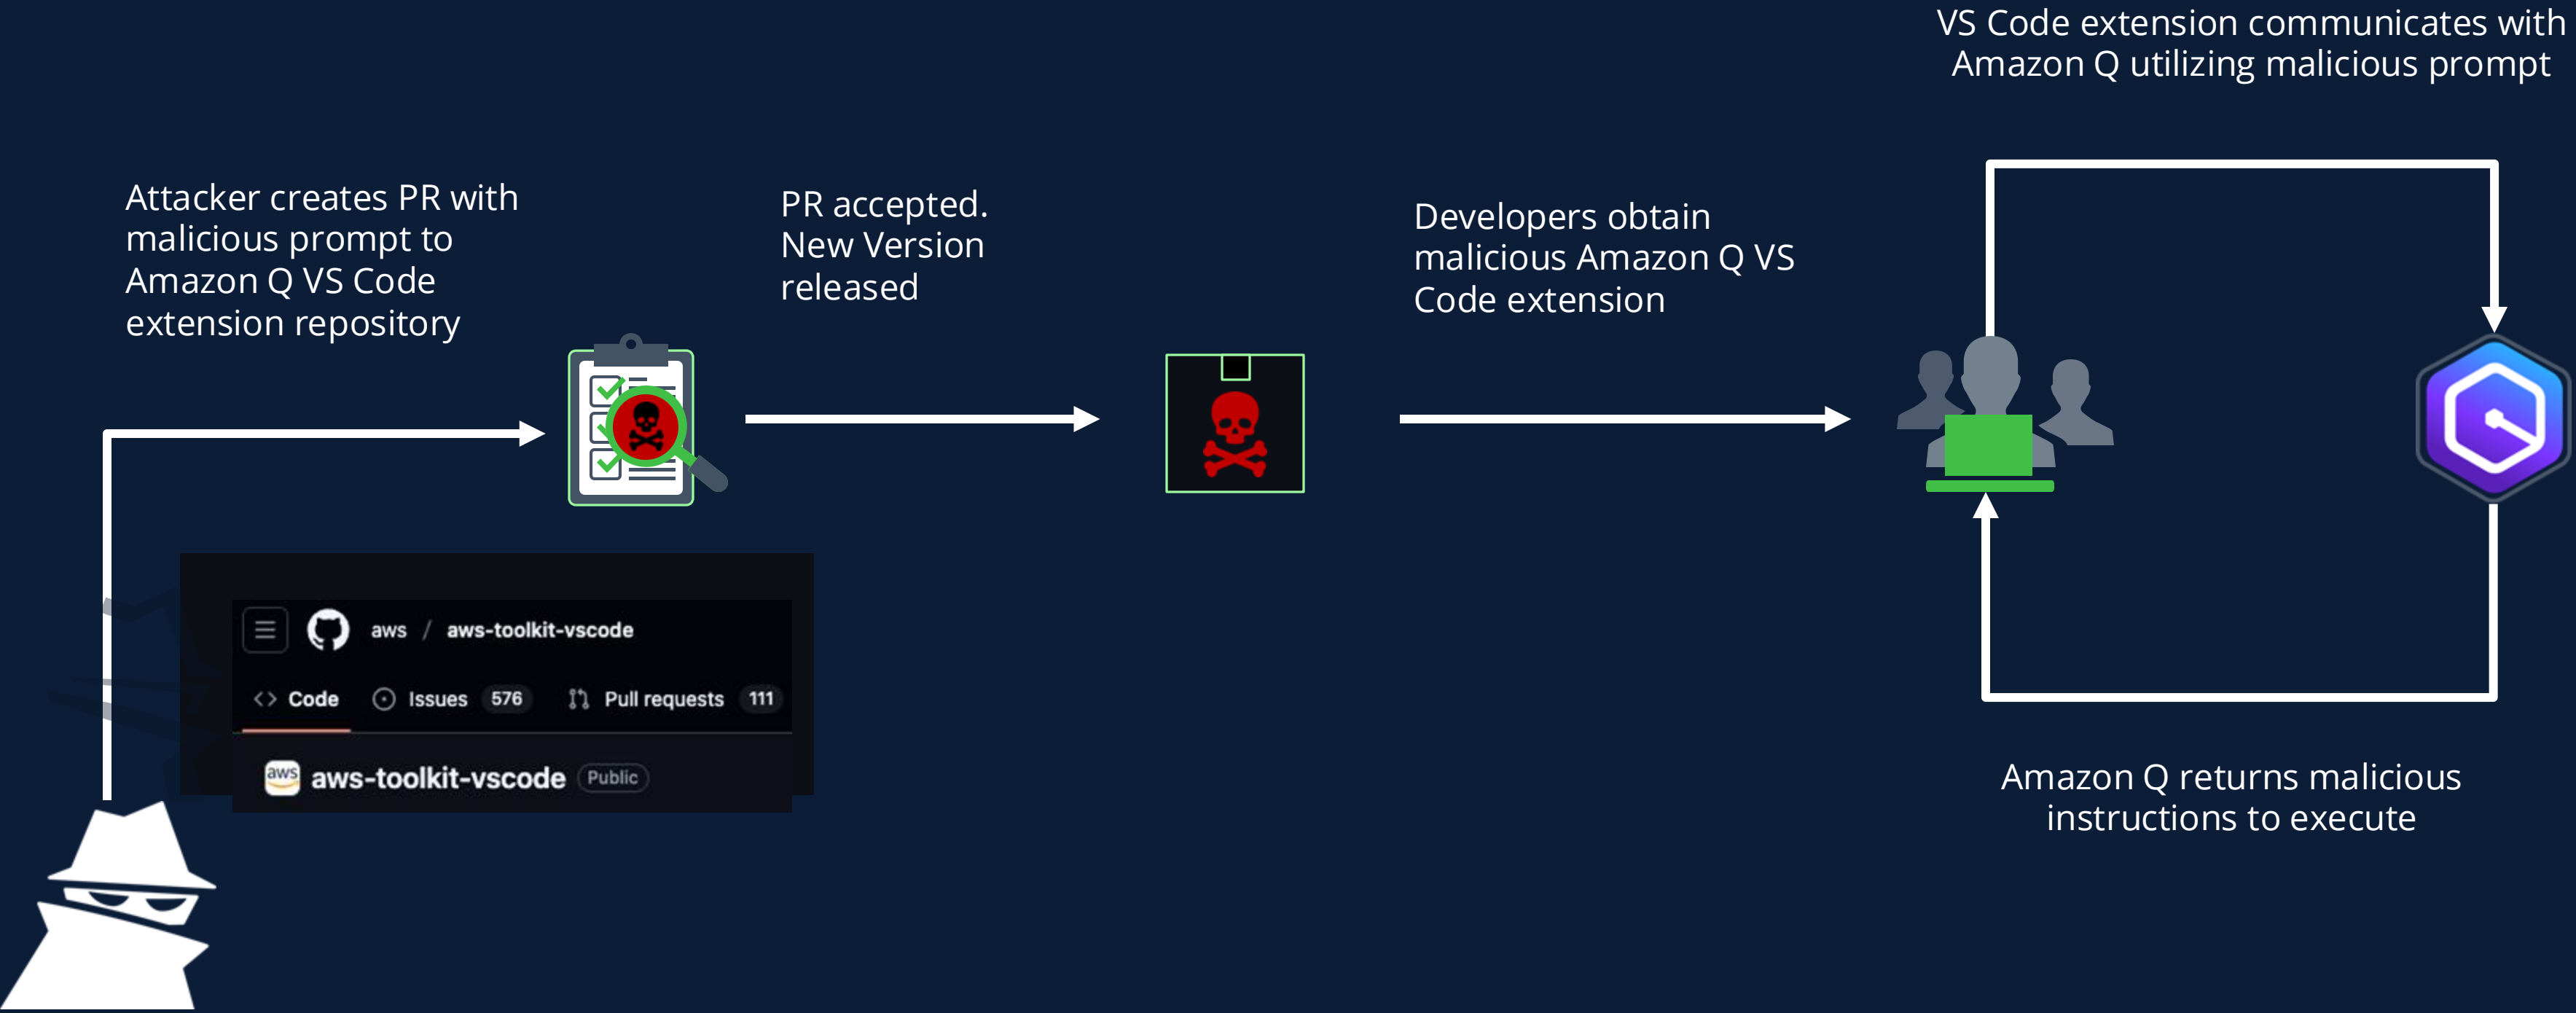 VS Code extension communicates with
Amazon Q utilizing malicious prompt
Attacker creates PR with
malicious prompt to
Amazon Q VS Code
extension repository
PR accepted.
New Version
released
Developers obtain
malicious Amazon Q VS
Code extension
aws / aws-toolkit-vscode
Code Issues 576 Pull requests 111
aws aws-toolkit-vscode Public
Amazon Q returns malicious
instructions to execute